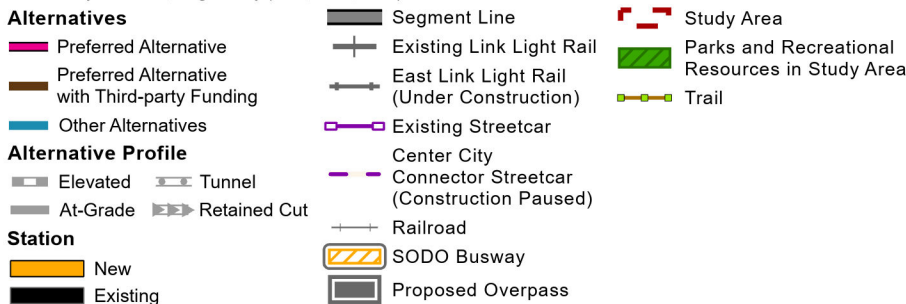 Alternatives
Preferred Alternative
Preferred Alternative
with Third-party Funding
Other Alternatives
Alternative Profile
Elevated
Tunnel
At-Grade
Retained Cut
Station
New
Existing
Segment Line
Existing Link Light Rail
East Link Light Rail
(Under Construction)
Existing Streetcar
Center City
Connector Streetcar
(Construction Paused)
Railroad
SODO Busway
Proposed Overpass
Study Area
Parks and Recreational
Resources in Study Area
Trail